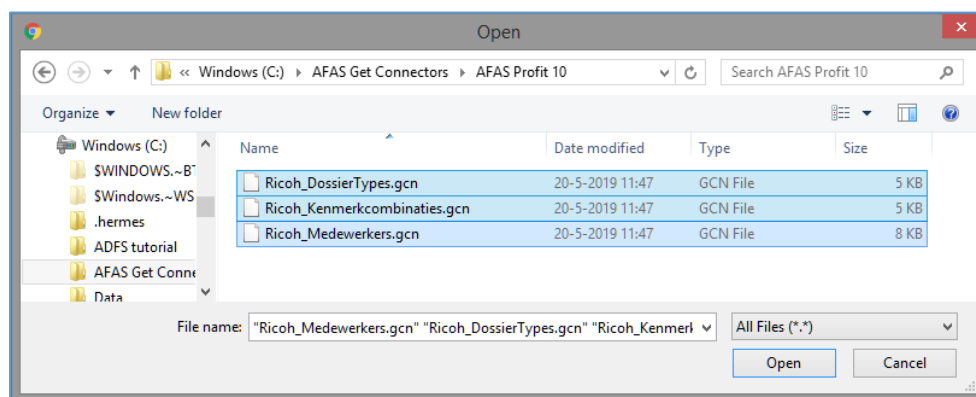 Open
« Windows (C:) AFAS Get Connectors AFAS Profit 10 Search AFAS Profit 10
Organize New folder
Windows (C:) Name Date modified Type Size
$WINDOWS.~BT
Ricoh_DossierTypes.gcn 20-5-2019 11:47 GCN File 5 KB
$Windows.~WS
Ricoh_Kenmerkcombinaties.gcn 20-5-2019 11:47 GCN File 5 KB
.hermes
Ricoh_Medewerkers.gcn 20-5-2019 11:47 GCN File 8 KB
ADFS tutorial
AFAS Get Conne
Data
File name: "Ricoh_Medewerkers.gcn" "Ricoh_DossierTypes.gcn" "Ricoh_Kenmerk All Files (*.*)
Open Cancel